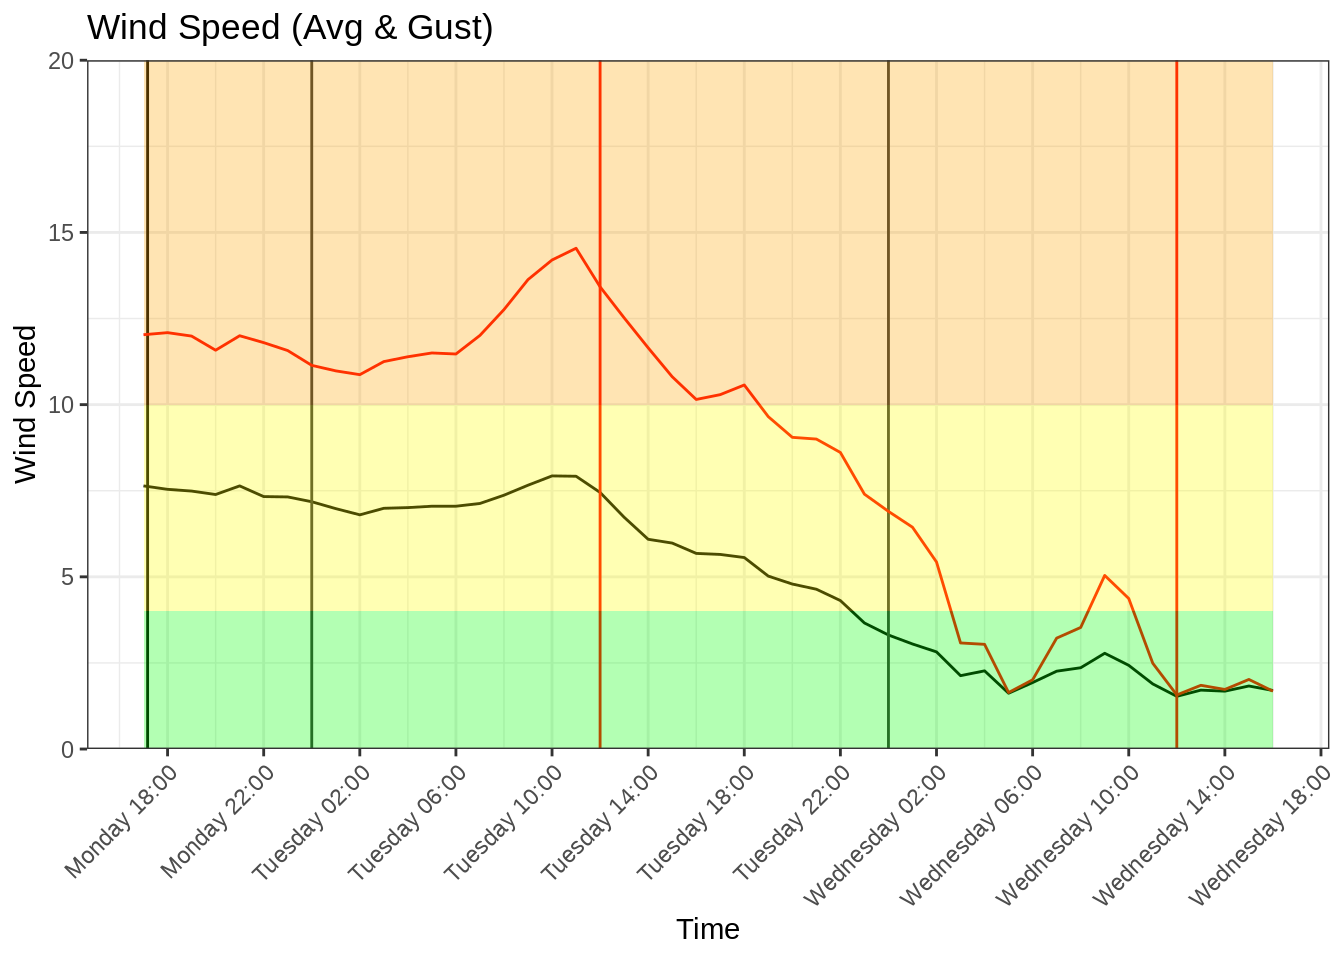 Wind Speed (Avg & Gust)
20
15
10
5
0
Wind Speed
Monday 18:00
Monday 22:00
Tuesday 02:00
Tuesday 06:00
Tuesday 10:00
Tuesday 14:00
Tuesday 18:00
Tuesday 22:00
Wednesday 02:00
Wednesday 06:00
Wednesday 10:00
Wednesday 14:00
Wednesday 18:00
Time